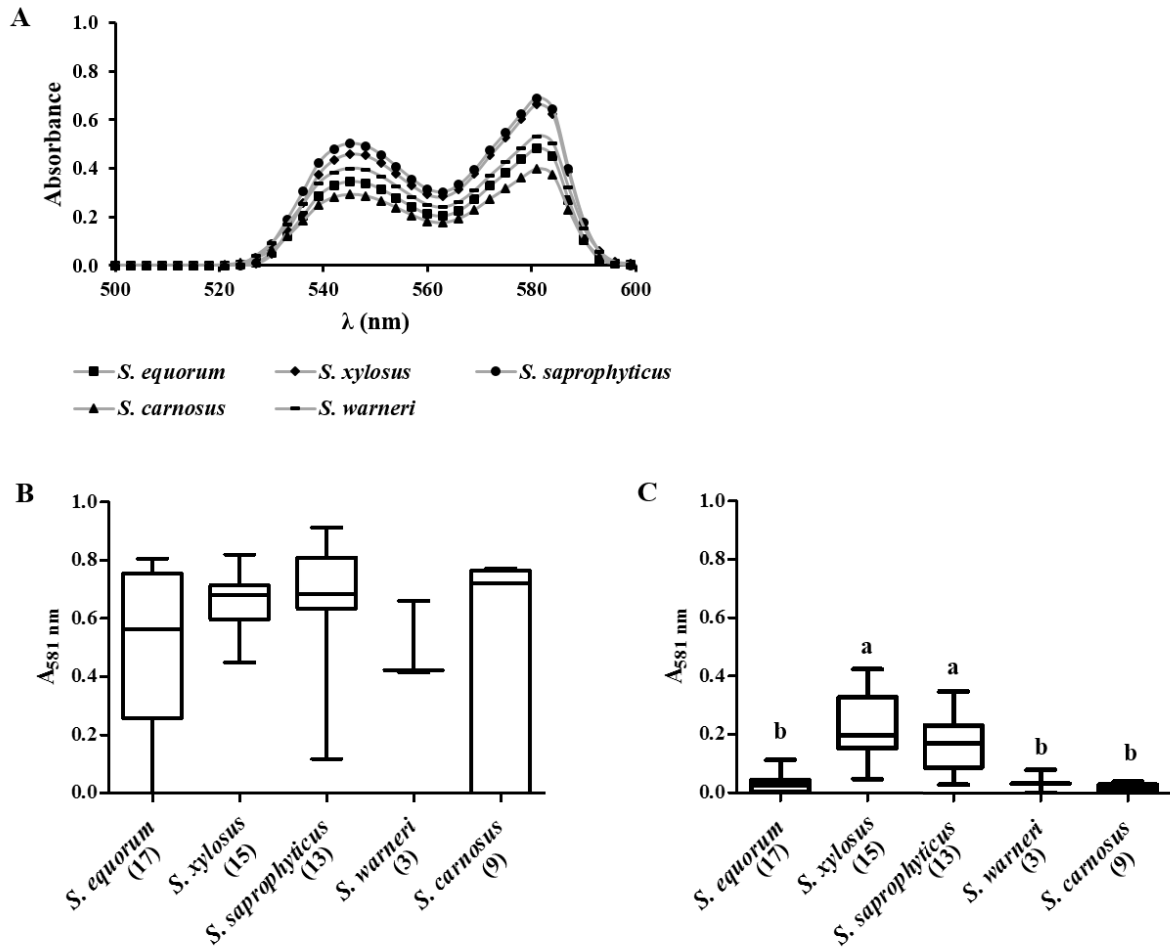 A
1.0
0.8
0.6
0.4
0.2
0.0
Absorbance
500 520 540 560 580 600
λ (nm)
S. equorum S. xylosus S. saprophyticus
S. carnosus S. warneri
B
1.0
0.8
0.6
0.4
0.2
0.0
A581 nm
S. equorum
(17)
S. xylosus
(15)
S. saprophyticus
(13)
S. warneri
(3)
S. carnosus
(9)
C
1.0
0.8
0.6
0.4
0.2
0.0
A581 nm
b a a b b
S. equorum
(17)
S. xylosus
(15)
S. saprophyticus
(13)
S. warneri
(3)
S. carnosus
(9)